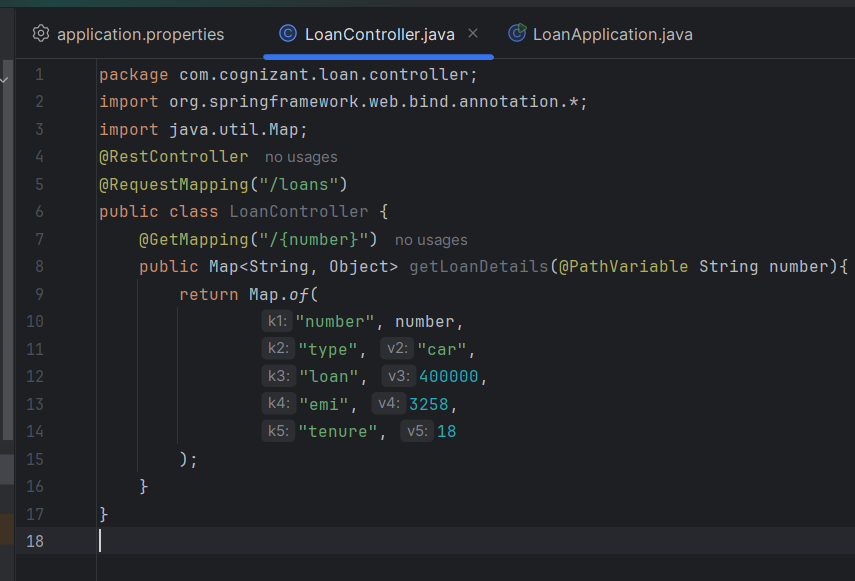 application.properties LoanController.java LoanApplication.java
1 package com.cognizant.loan.controller;
2 import org.springframework.web.bind.annotation.*;
3 import java.util.Map;
4 @RestController no usages
5 @RequestMapping("/loans")
6 public class LoanController {
7     @GetMapping("/{number}") no usages
8     public Map<String, Object> getLoanDetails(@PathVariable String number){
9         return Map.of(
10                 k1: "number", number,
11                 k2: "type", v2: "car",
12                 k3: "loan", v3: 400000,
13                 k4: "emi", v4: 3258,
14                 k5: "tenure", v5: 18
15         );
16     }
17 }
18